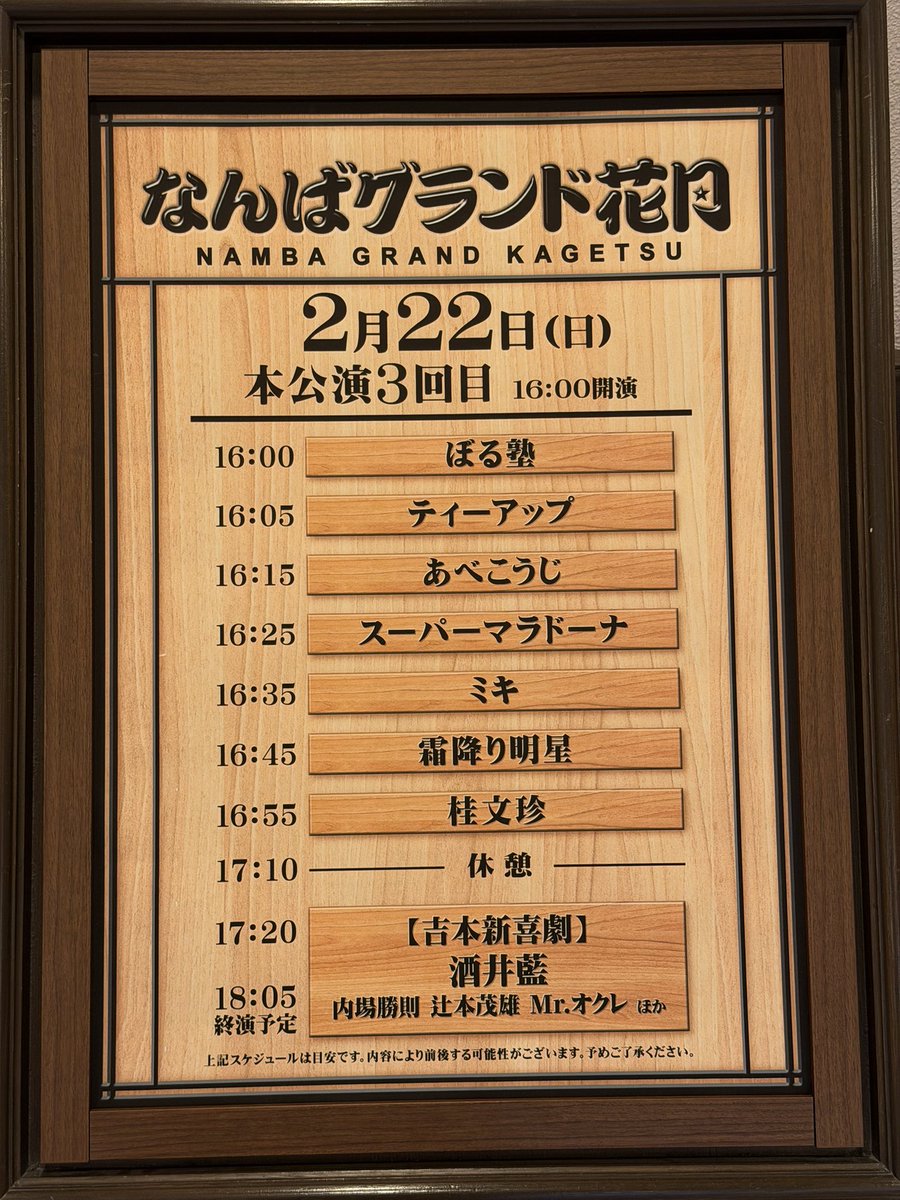 なんばグランド花月
NAMBA GRAND KAGETSU
2月22日(日)
本公演3回目 16:00開演
16:00 ぼる塾
16:05 ティーアップ
16:15 あべこうじ
16:25 スーパーマラドーナ
16:35 ミキ
16:45 霜降り明星
16:55 桂文珍
17:10 休憩
17:20 【吉本新喜劇】
酒井藍
18:05 内場勝則 辻本茂雄 Mr.オクレ ほか
終演予定
上記スケジュールは目安です。内容により前後する可能性がございます。予めご了承ください。